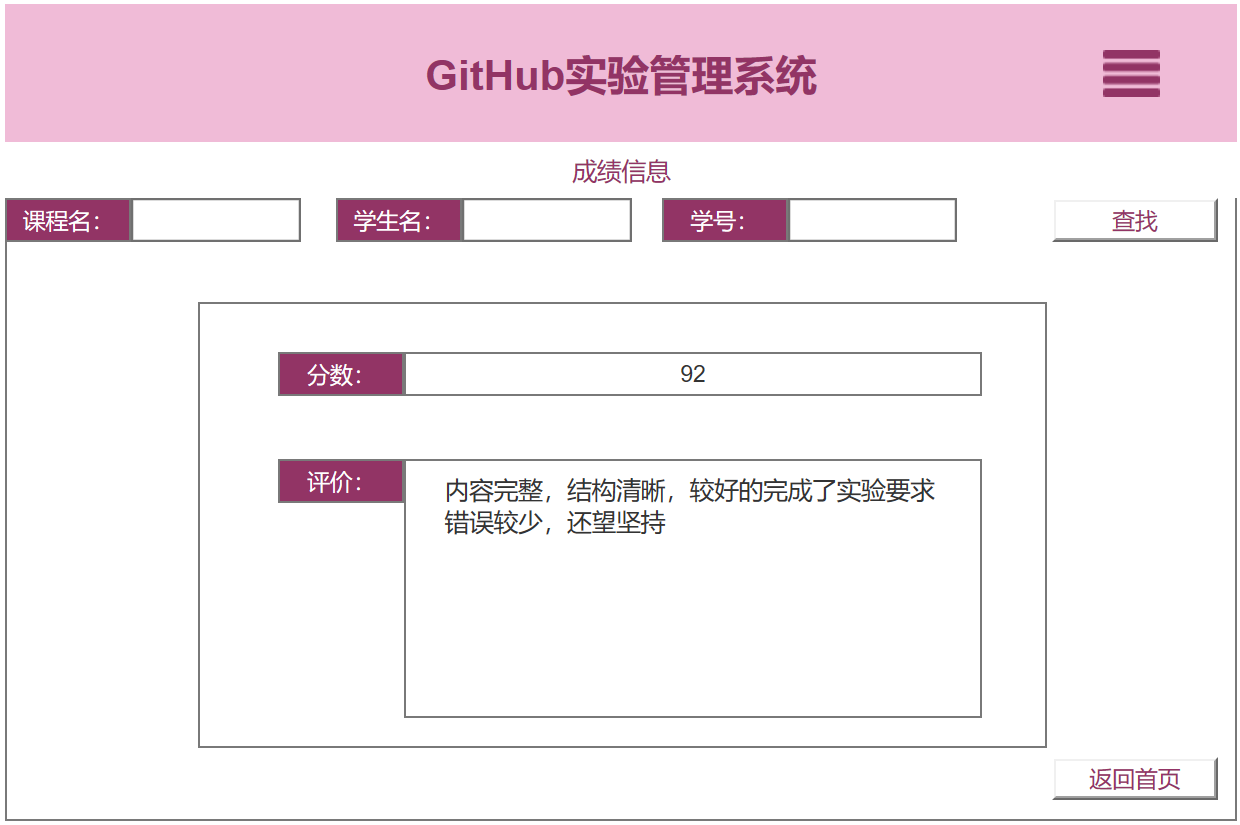 GitHub实验管理系统
成绩信息
课程名：
学生名：
学号：
查找
分数：
92
评价：
内容完整，结构清晰，较好的完成了实验要求
错误较少，还望坚持
返回首页